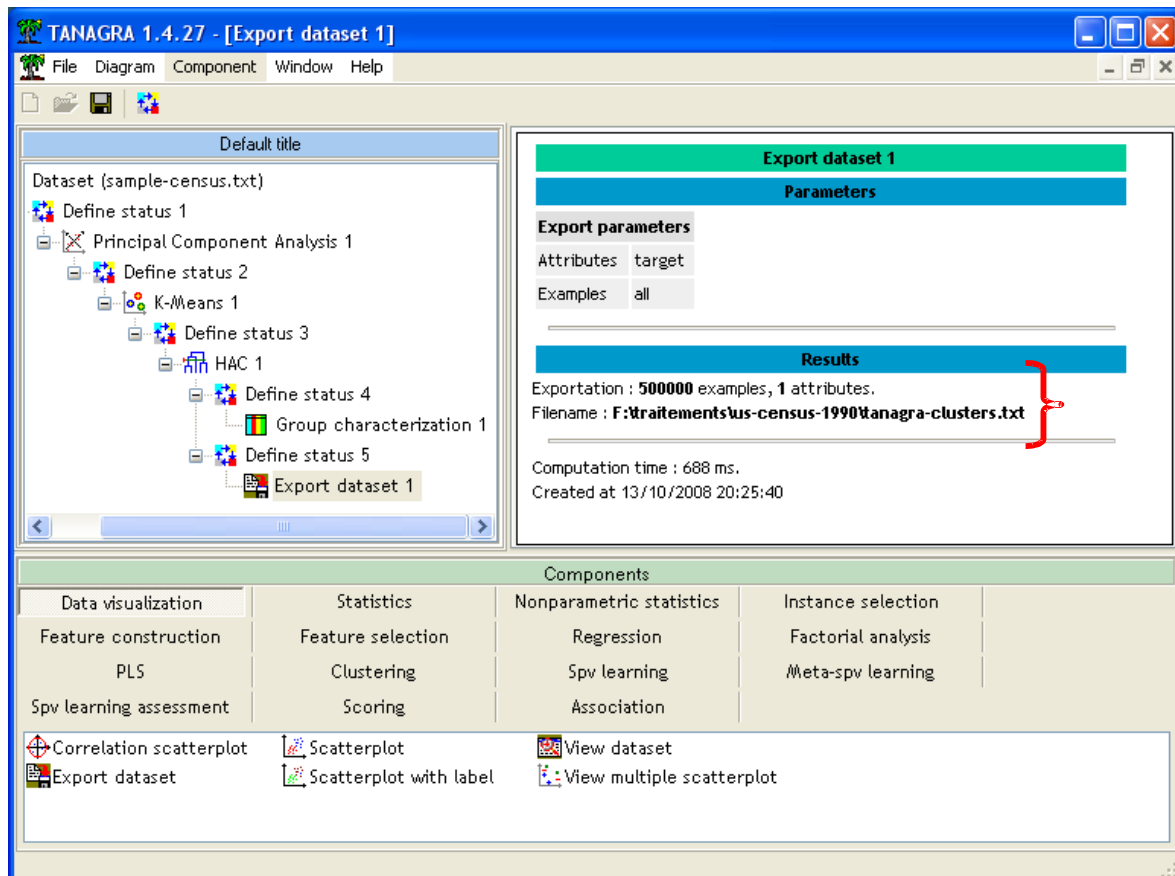 TANAGRA 1.4.27 - [Export dataset 1]
File Diagram Component Window Help
Default title
Dataset (sample-census.txt)
Define status 1
Principal Component Analysis 1
Define status 2
K-Means 1
Define status 3
HAC 1
Define status 4
Group characterization 1
Define status 5
Export dataset 1
Export dataset 1
Parameters
Export parameters
Attributes target
Examples all
Results
Exportation : 500000 examples, 1 attributes.
Filename : F:\traitements\us-census-1990\tanagra-clusters.txt
Computation time : 688 ms.
Created at 13/10/2008 20:25:40
Components
Data visualization Statistics Nonparametric statistics Instance selection
Feature construction Feature selection Regression Factorial analysis
PLS Clustering Spv learning Meta-spv learning
Spv learning assessment Scoring Association
Correlation scatterplot Scatterplot View dataset
Export dataset Scatterplot with label View multiple scatterplot